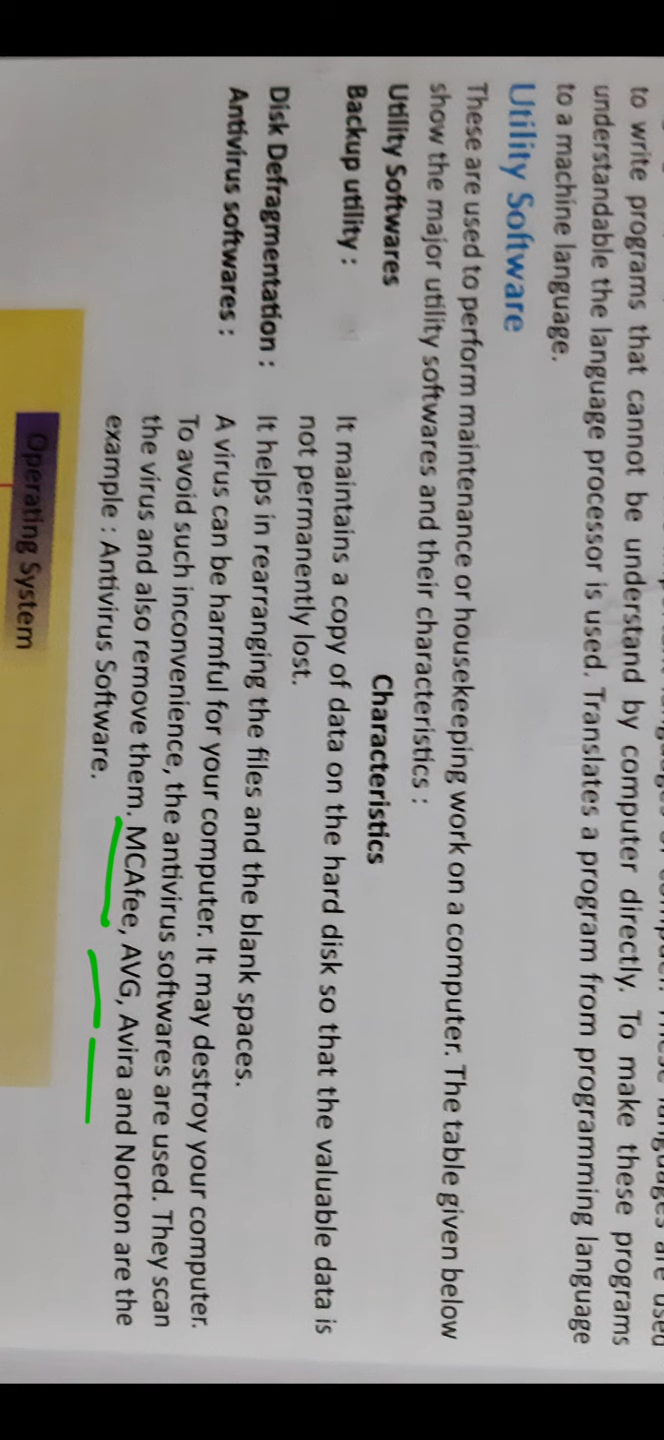 to write programs that cannot be understand by computer directly. To make these programs
understandable the language processor is used. Translates a program from programming language
to a machine language.
Utility Software
These are used to perform maintenance or housekeeping work on a computer. The table given below
show the major utility softwares and their characteristics :
Utility Softwares Characteristics
Backup utility : It maintains a copy of data on the hard disk so that the valuable data is
not permanently lost.
Disk Defragmentation : It helps in rearranging the files and the blank spaces.
Antivirus softwares : A virus can be harmful for your computer. It may destroy your computer.
To avoid such inconvenience, the antivirus softwares are used. They scan
the virus and also remove them. MCAfee, AVG, Avira and Norton are the
example : Antivirus Software.
Operating System